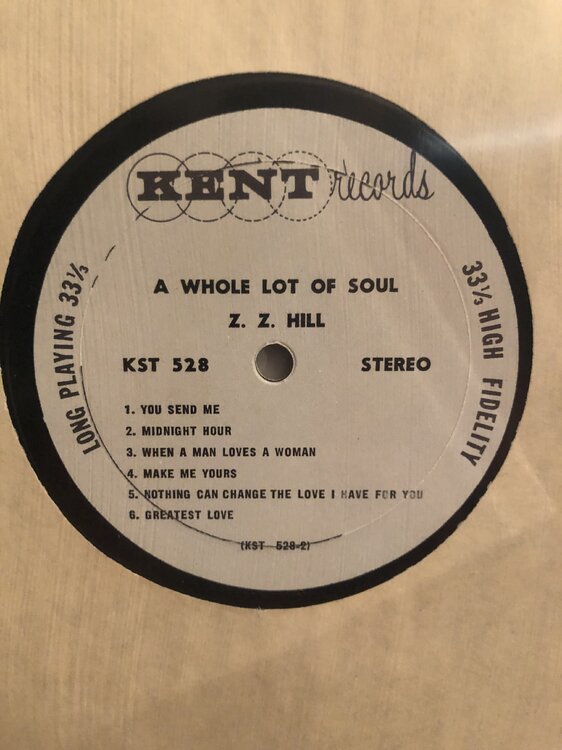 KENT records
A WHOLE LOT OF SOUL
Z. Z. HILL
KST 528
STEREO
LONG PLAYING 33⅓
33⅓ HIGH FIDELITY
1. YOU SEND ME
2. MIDNIGHT HOUR
3. WHEN A MAN LOVES A WOMAN
4. MAKE ME YOURS
5. NOTHING CAN CHANGE THE LOVE I HAVE FOR YOU
6. GREATEST LOVE
(KST 528-2)